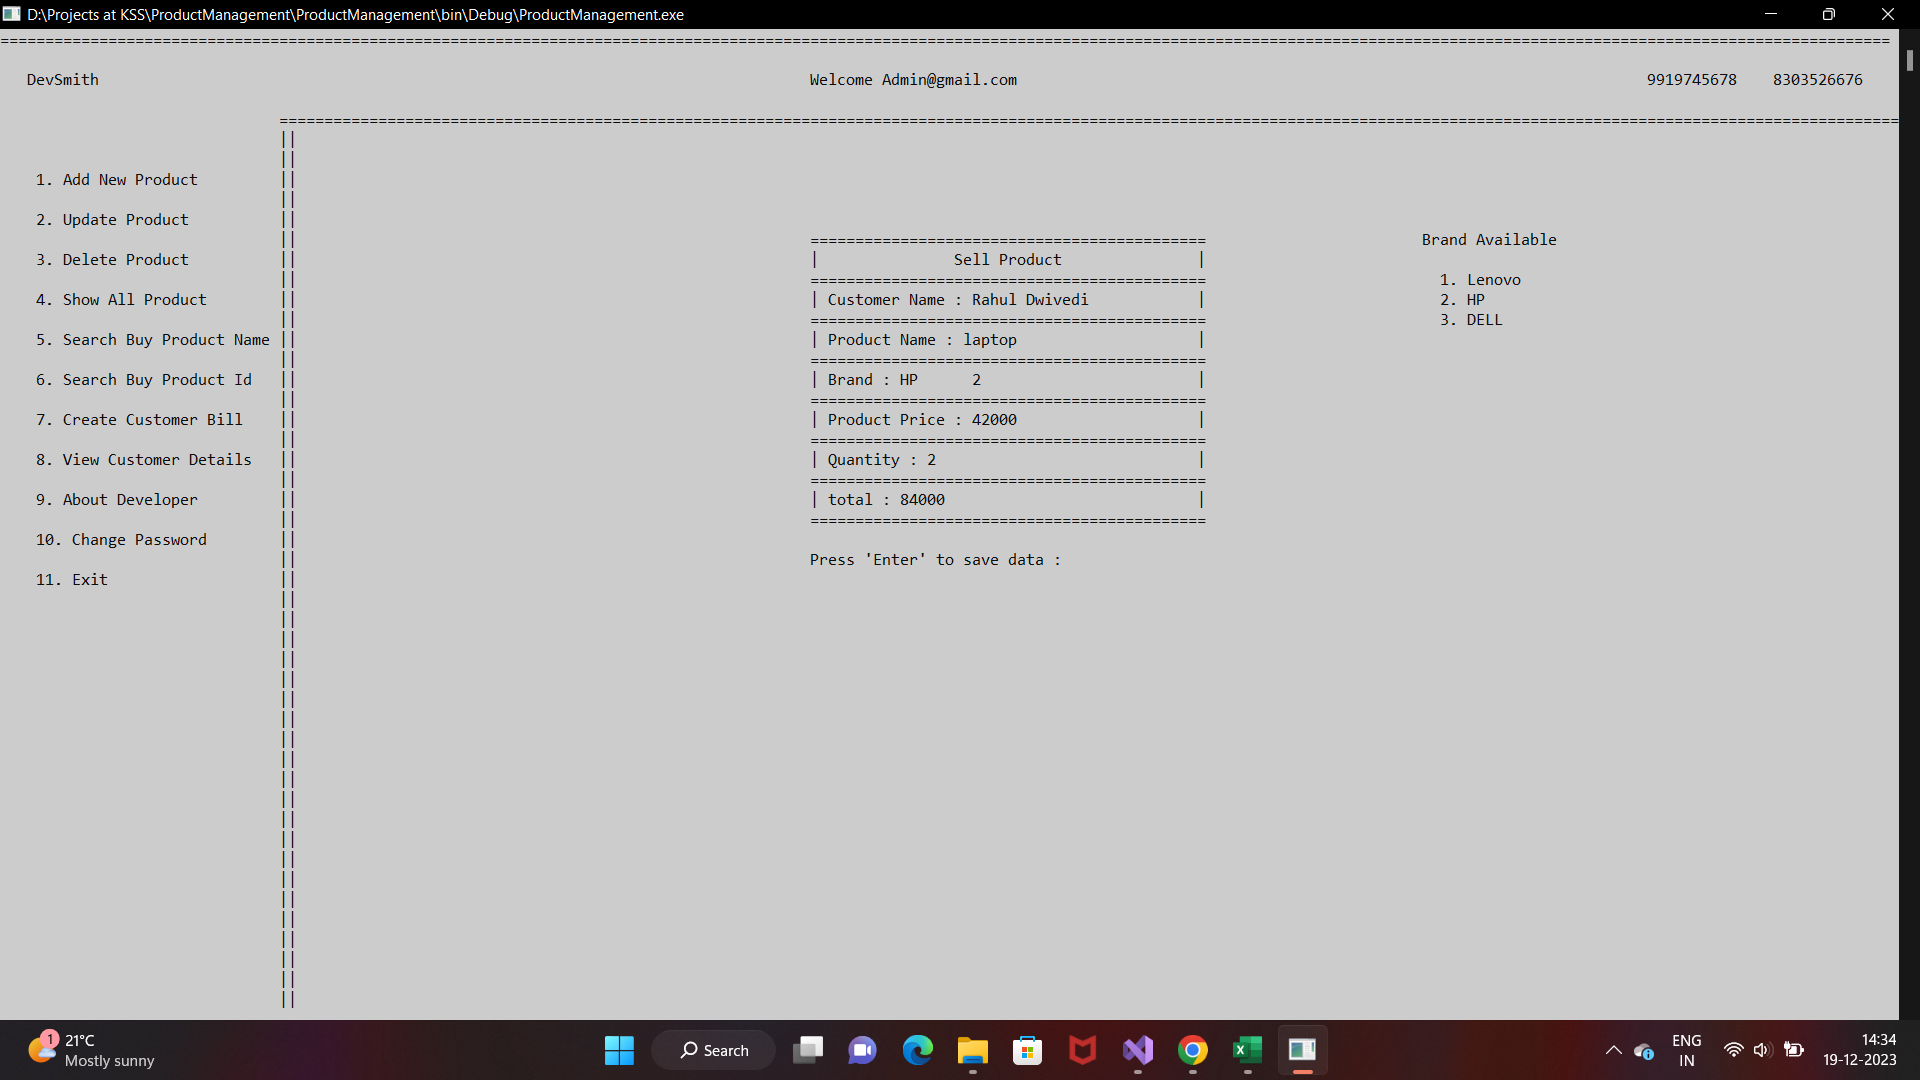 D:\Projects at KSS\ProductManagement\ProductManagement\bin\Debug\ProductManagement.exe
DevSmith Welcome Admin@gmail.com 9919745678 8303526676
1. Add New Product
2. Update Product
3. Delete Product
4. Show All Product
5. Search Buy Product Name
6. Search Buy Product Id
7. Create Customer Bill
8. View Customer Details
9. About Developer
10. Change Password
11. Exit
Sell Product
Customer Name : Rahul Dwivedi
Product Name : laptop
Brand : HP 2
Product Price : 42000
Quantity : 2
total : 84000
Press 'Enter' to save data :
Brand Available
1. Lenovo
2. HP
3. DELL
1
21°C
Mostly sunny
Search
ENG
IN
14:34
19-12-2023